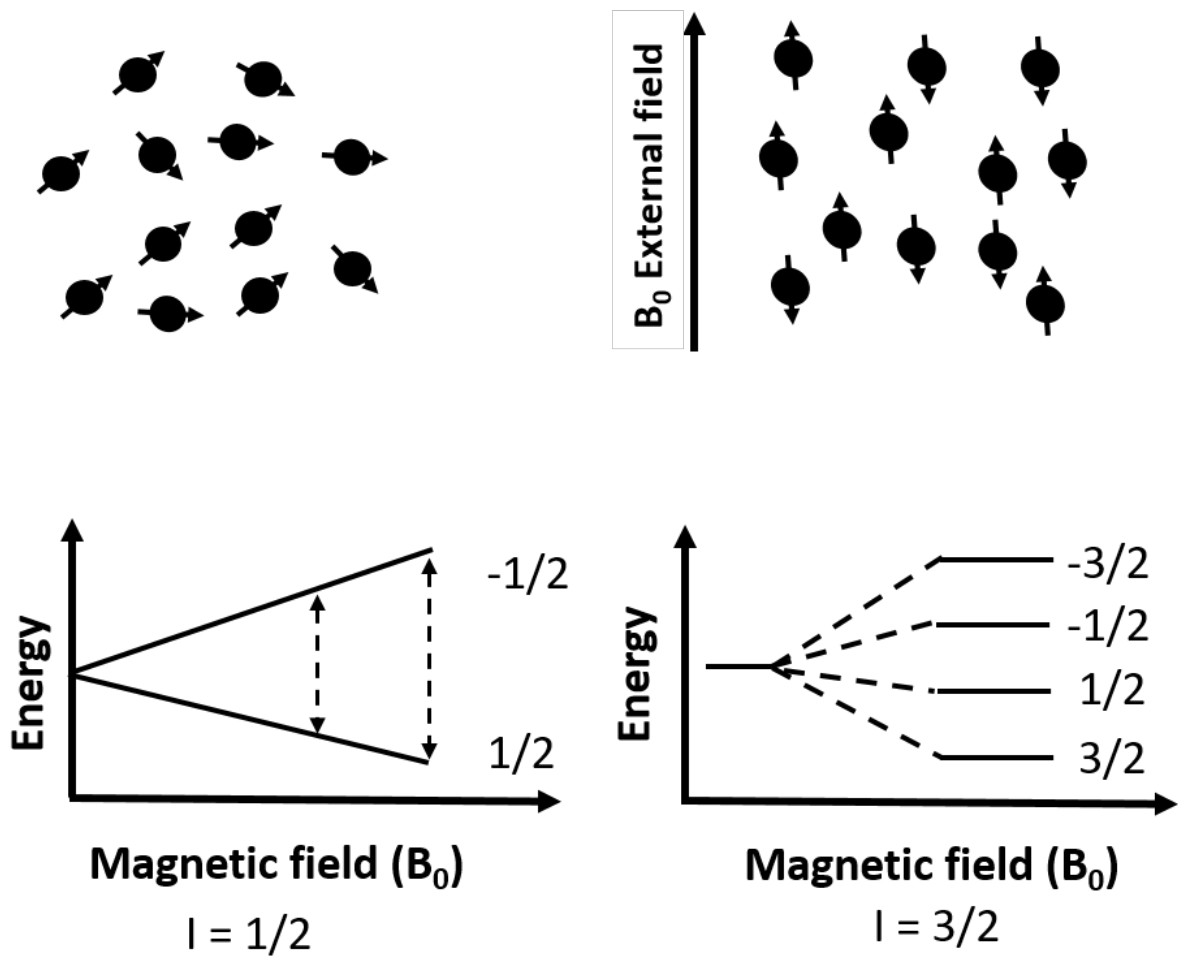 B₀ External field
Energy
-1/2
1/2
Magnetic field (B₀)
I = 1/2
Energy
-3/2
-1/2
1/2
3/2
Magnetic field (B₀)
I = 3/2